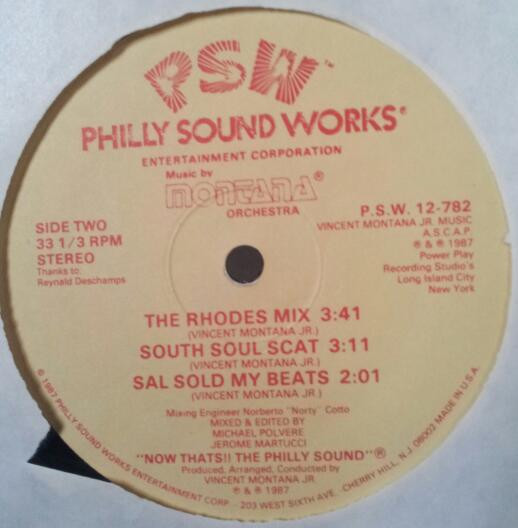 PSW™
PHILLY SOUND WORKS®
ENTERTAINMENT CORPORATION
Music by
MONTANA®
ORCHESTRA
SIDE TWO
33 1/3 RPM
STEREO
Thanks to:
Reynald Deschamps
P.S.W. 12-782
VINCENT MONTANA JR. MUSIC
A.S.C.A.P.
℗ & © 1987
Power Play
Recording Studio's
Long Island City
New York
THE RHODES MIX 3:41
(VINCENT MONTANA JR.)
SOUTH SOUL SCAT 3:11
(VINCENT MONTANA JR.)
SAL SOLD MY BEATS 2:01
(VINCENT MONTANA JR.)
Mixing Engineer Norberto "Norty" Cotto
MIXED & EDITED BY
MICHAEL POLVERE
JEROME MARTUCCI
"NOW THATS!! THE PHILLY SOUND"®
Produced, Arranged, Conducted by
VINCENT MONTANA JR.
℗ & © 1987
© 1987 PHILLY SOUND WORKS ENTERTAINMENT CORP. - 203 WEST SIXTH AVE. - CHERRY HILL, N.J. 08002 MADE IN U.S.A.